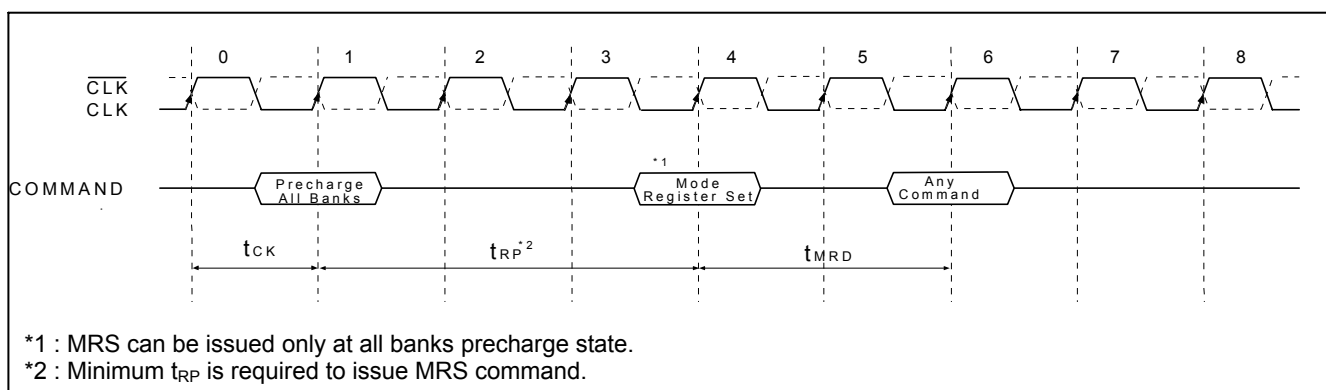 0 1 2 3 4 5 6 7 8
CLK
CLK
COMMAND
Precharge
All Banks
*1
Mode
Register Set
Any
Command
tCK
tRP*2
tMRD
*1 : MRS can be issued only at all banks precharge state.
*2 : Minimum tRP is required to issue MRS command.